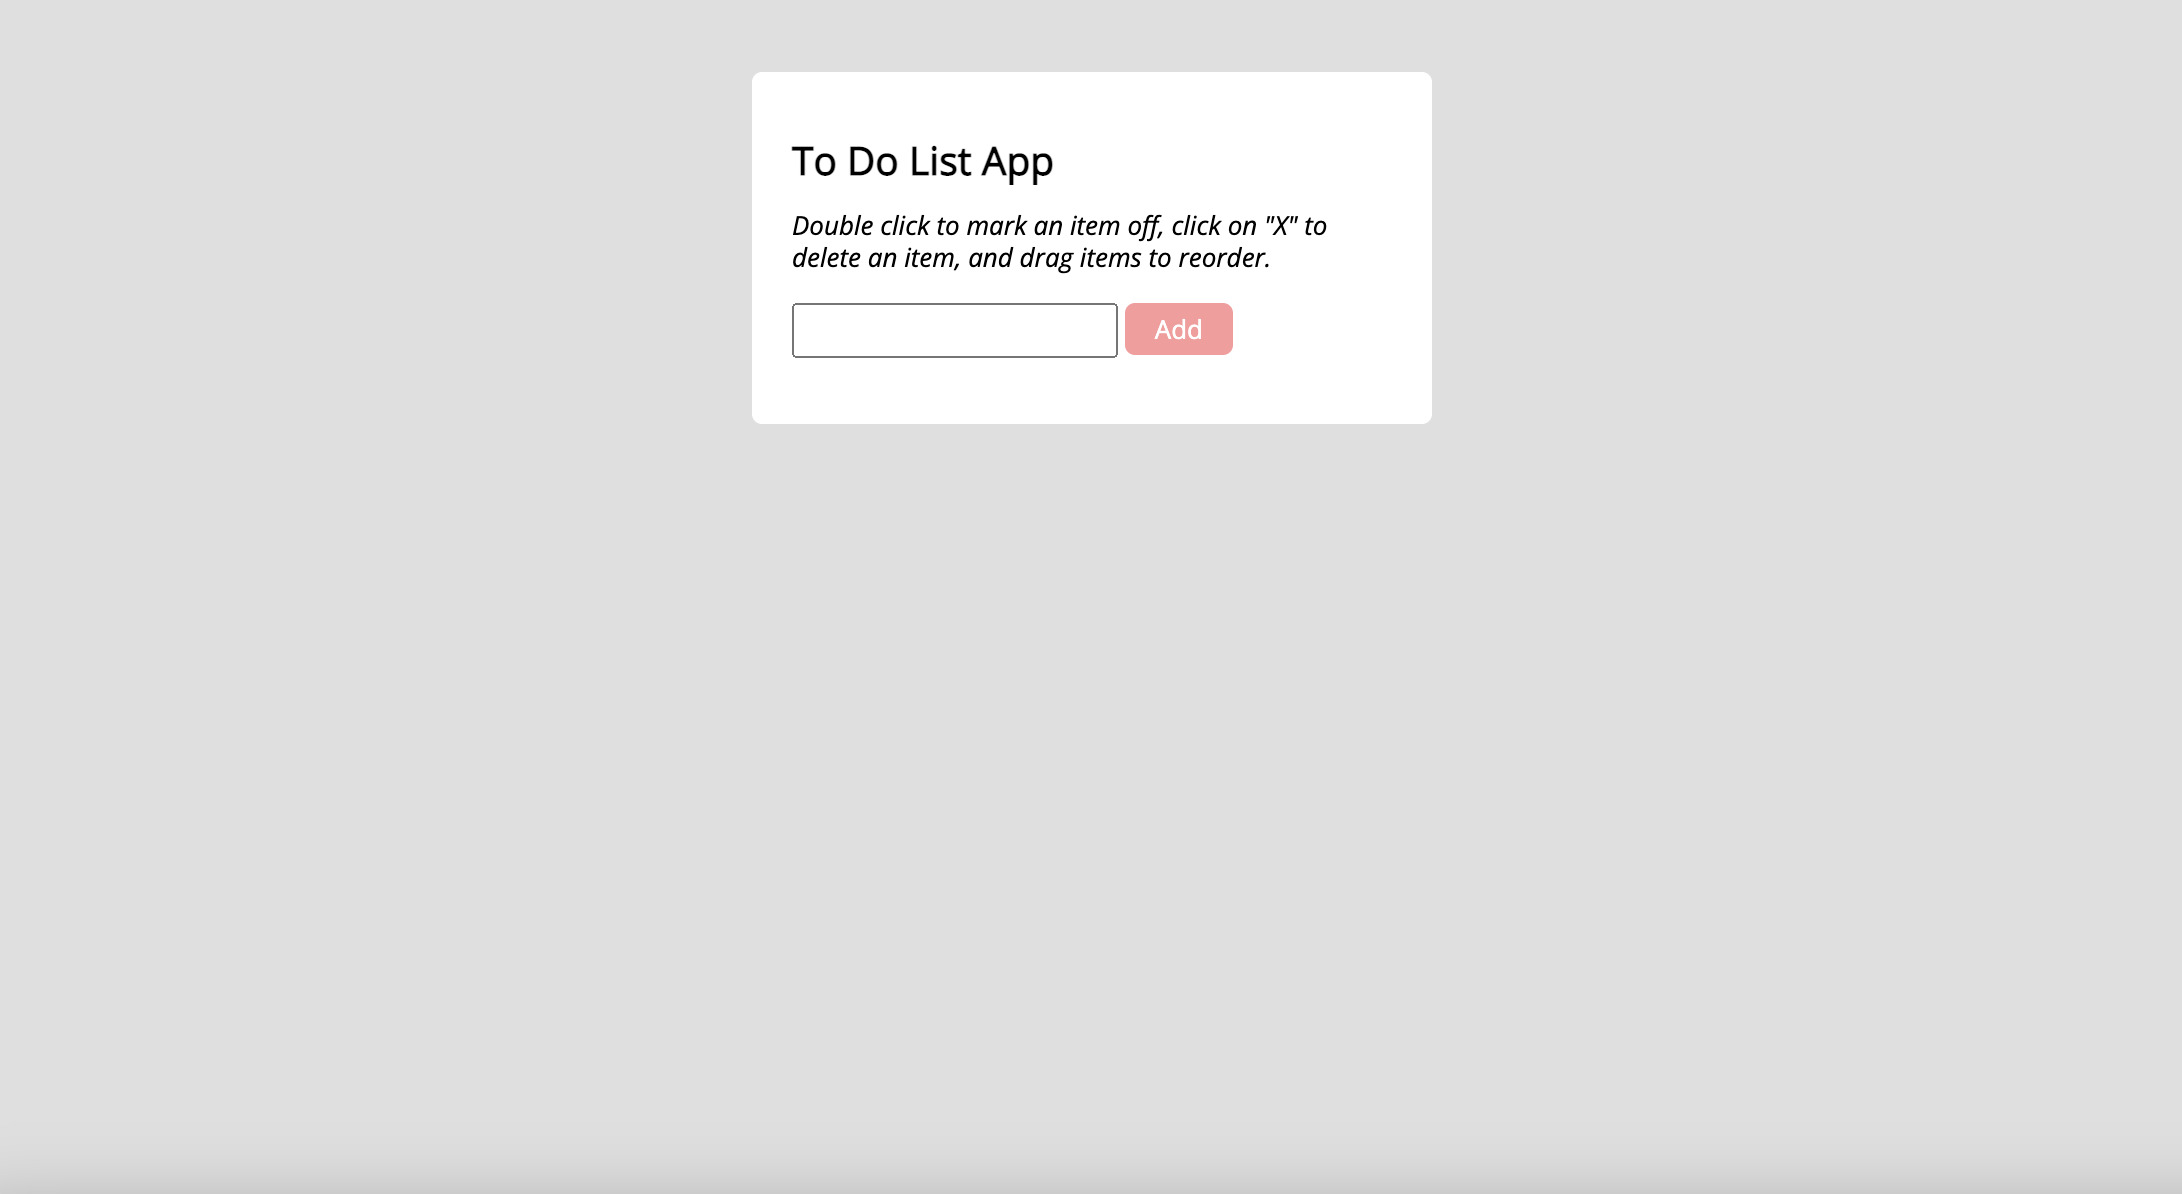 To Do List App
Double click to mark an item off, click on "X" to
delete an item, and drag items to reorder.
Add